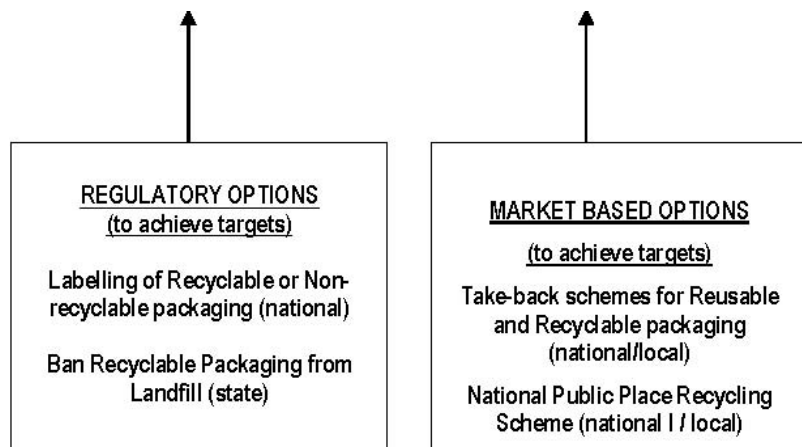 REGULATORY OPTIONS
(to achieve targets)
Labelling of Recyclable or Non-
recyclable packaging (national)
Ban Recyclable Packaging from
Landfill (state)
MARKET BASED OPTIONS
(to achieve targets)
Take-back schemes for Reusable
and Recyclable packaging
(national/local)
National Public Place Recycling
Scheme (national I / local)